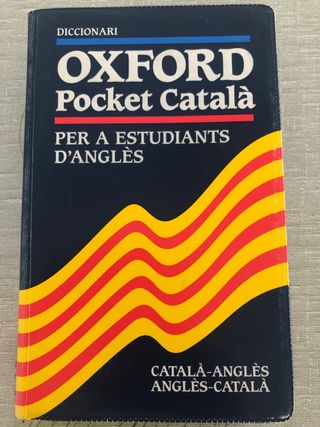 DICCIONARI
OXFORD
Pocket Català
PER A ESTUDIANTS
D'ANGLÈS
CATALÀ-ANGLÈS
ANGLÈS-CATALÀ